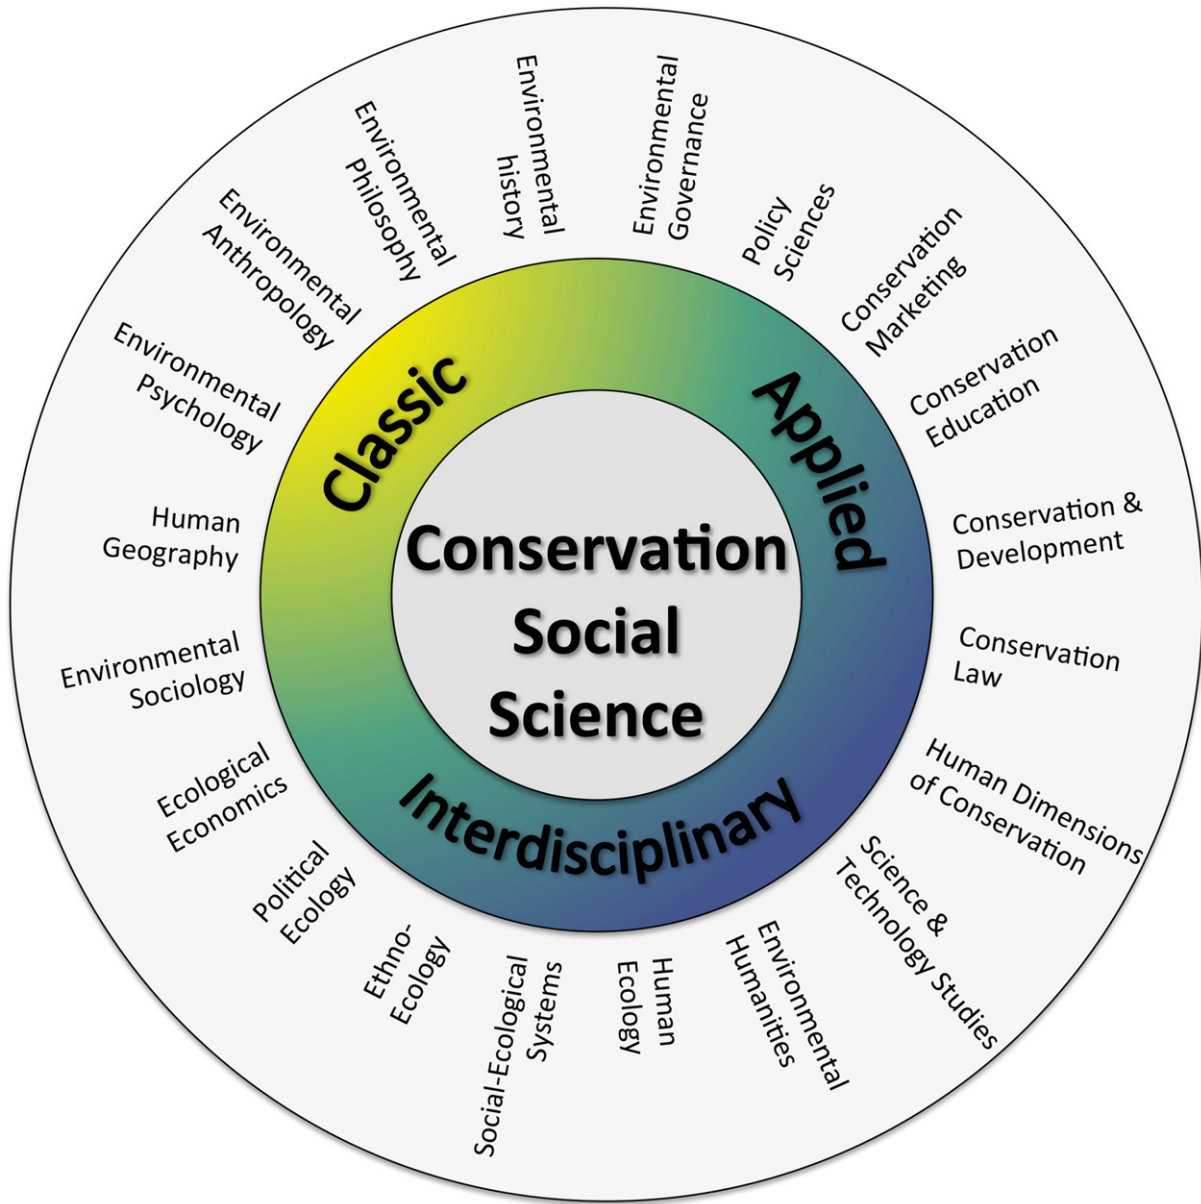 Conservation
Social
Science
Classic
Applied
Interdisciplinary
Environmental
history
Environmental
Governance
Policy
Sciences
Conservation
Marketing
Conservation
Education
Conservation &
Development
Conservation
Law
Human Dimensions
of Conservation
Science &
Technology Studies
Environmental
Humanities
Human
Ecology
Social-Ecological
Systems
Ethno-
Ecology
Political
Ecology
Ecological
Economics
Environmental
Sociology
Human
Geography
Environmental
Psychology
Environmental
Anthropology
Environmental
Philosophy